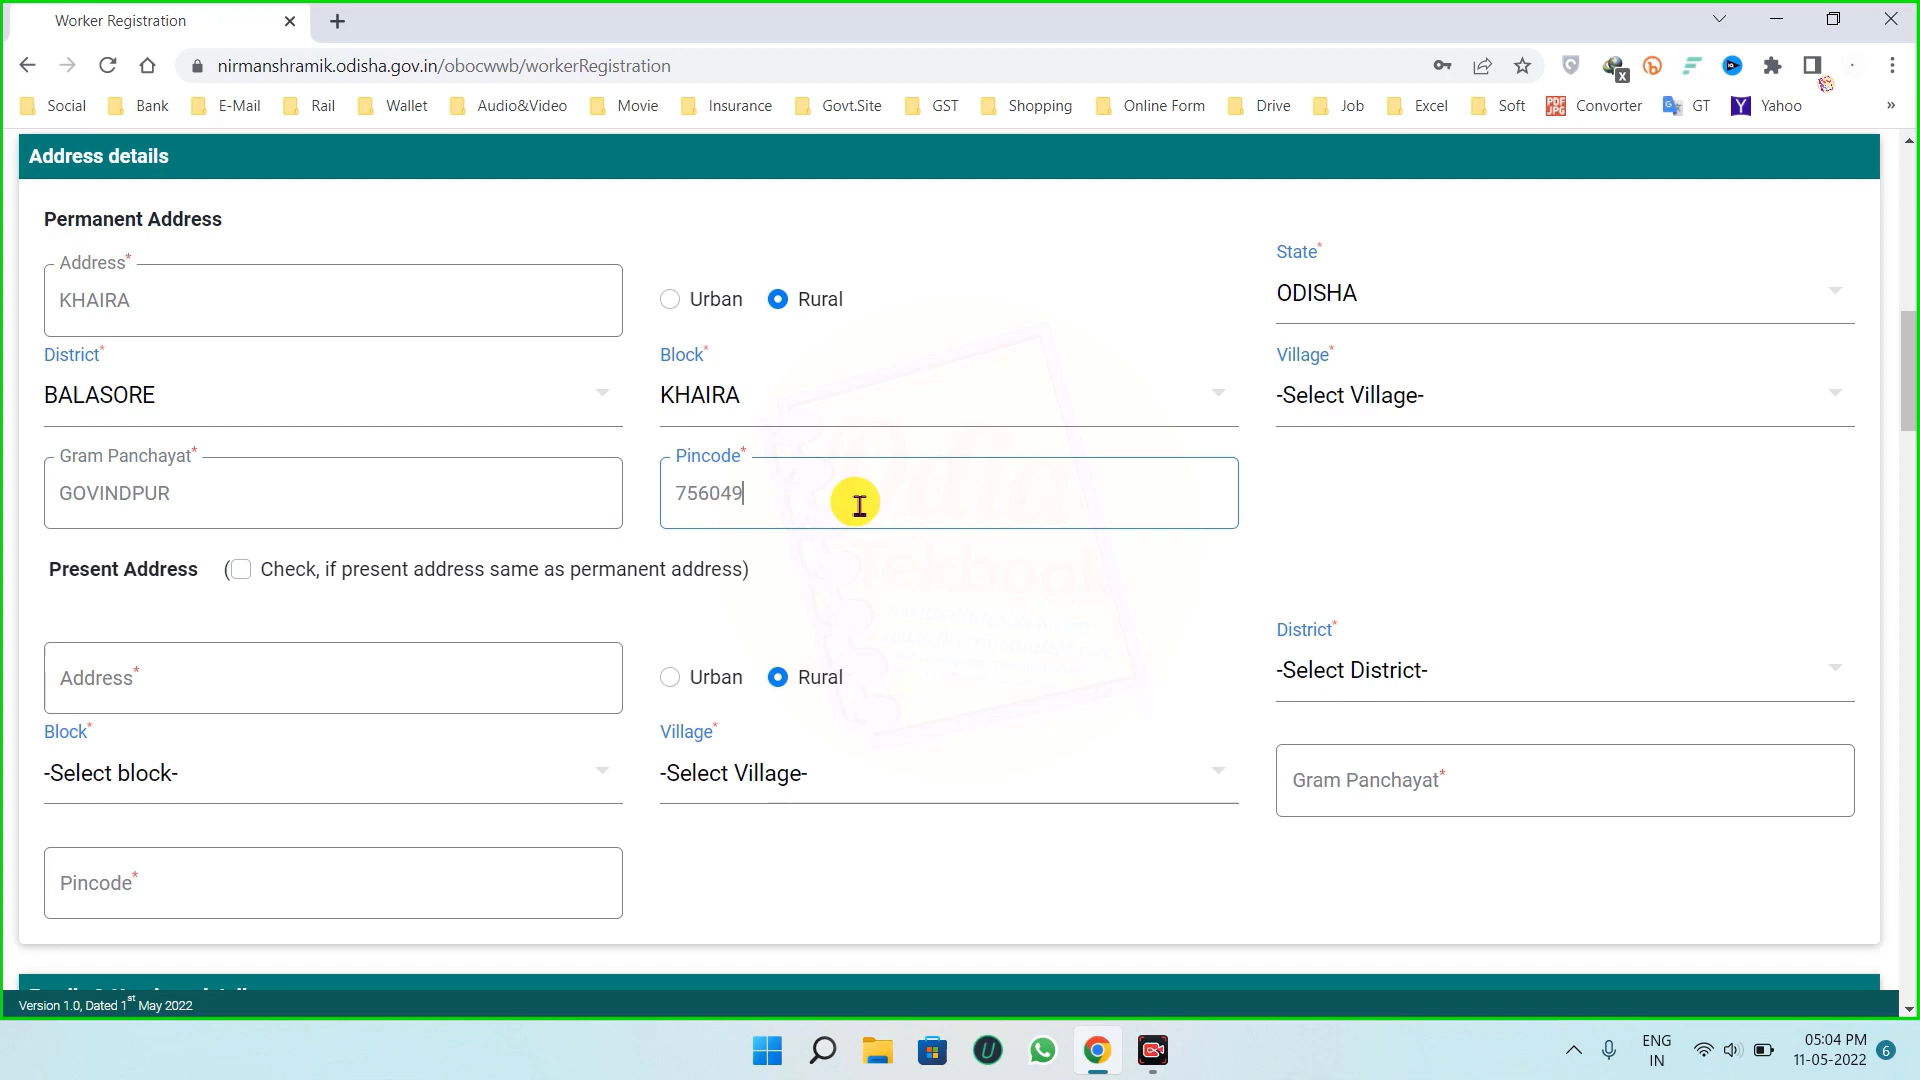 Worker Registration
nirmanshramik.odisha.gov.in/obocwwb/workerRegistration
Social Bank E-Mail Rail Wallet Audio&Video Movie Insurance Govt.Site GST Shopping Online Form Drive Job Excel Soft PDF JPG Convorter GT Y Yahoo »
Address details
Permanent Address
Address*
KHAIRA
Urban Rural
State*
ODISHA
District* Block* Village*
BALASORE KHAIRA -Select Village-
Gram Panchayat* Pincode*
GOVINDPUR 756049
Present Address (Check, if present address same as permanent address)
District*
Address* Urban Rural -Select District-
Block* Village*
-Select block- -Select Village- Gram Panchayat*
Pincode*
Version 1.0, Dated 1st May 2022
ENG
IN
05:04 PM
11-05-2022
6